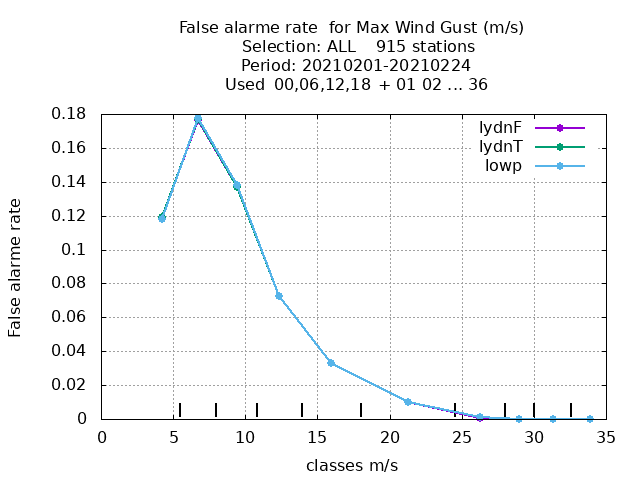 False alarme rate  for Max Wind Gust (m/s)
Selection: ALL    915 stations
Period: 20210201-20210224
Used  00,06,12,18 + 01 02 ... 36
lydnF
lydnT
lowp
False alarme rate
0.18
0.16
0.14
0.12
0.1
0.08
0.06
0.04
0.02
0
0 5 10 15 20 25 30 35
classes m/s